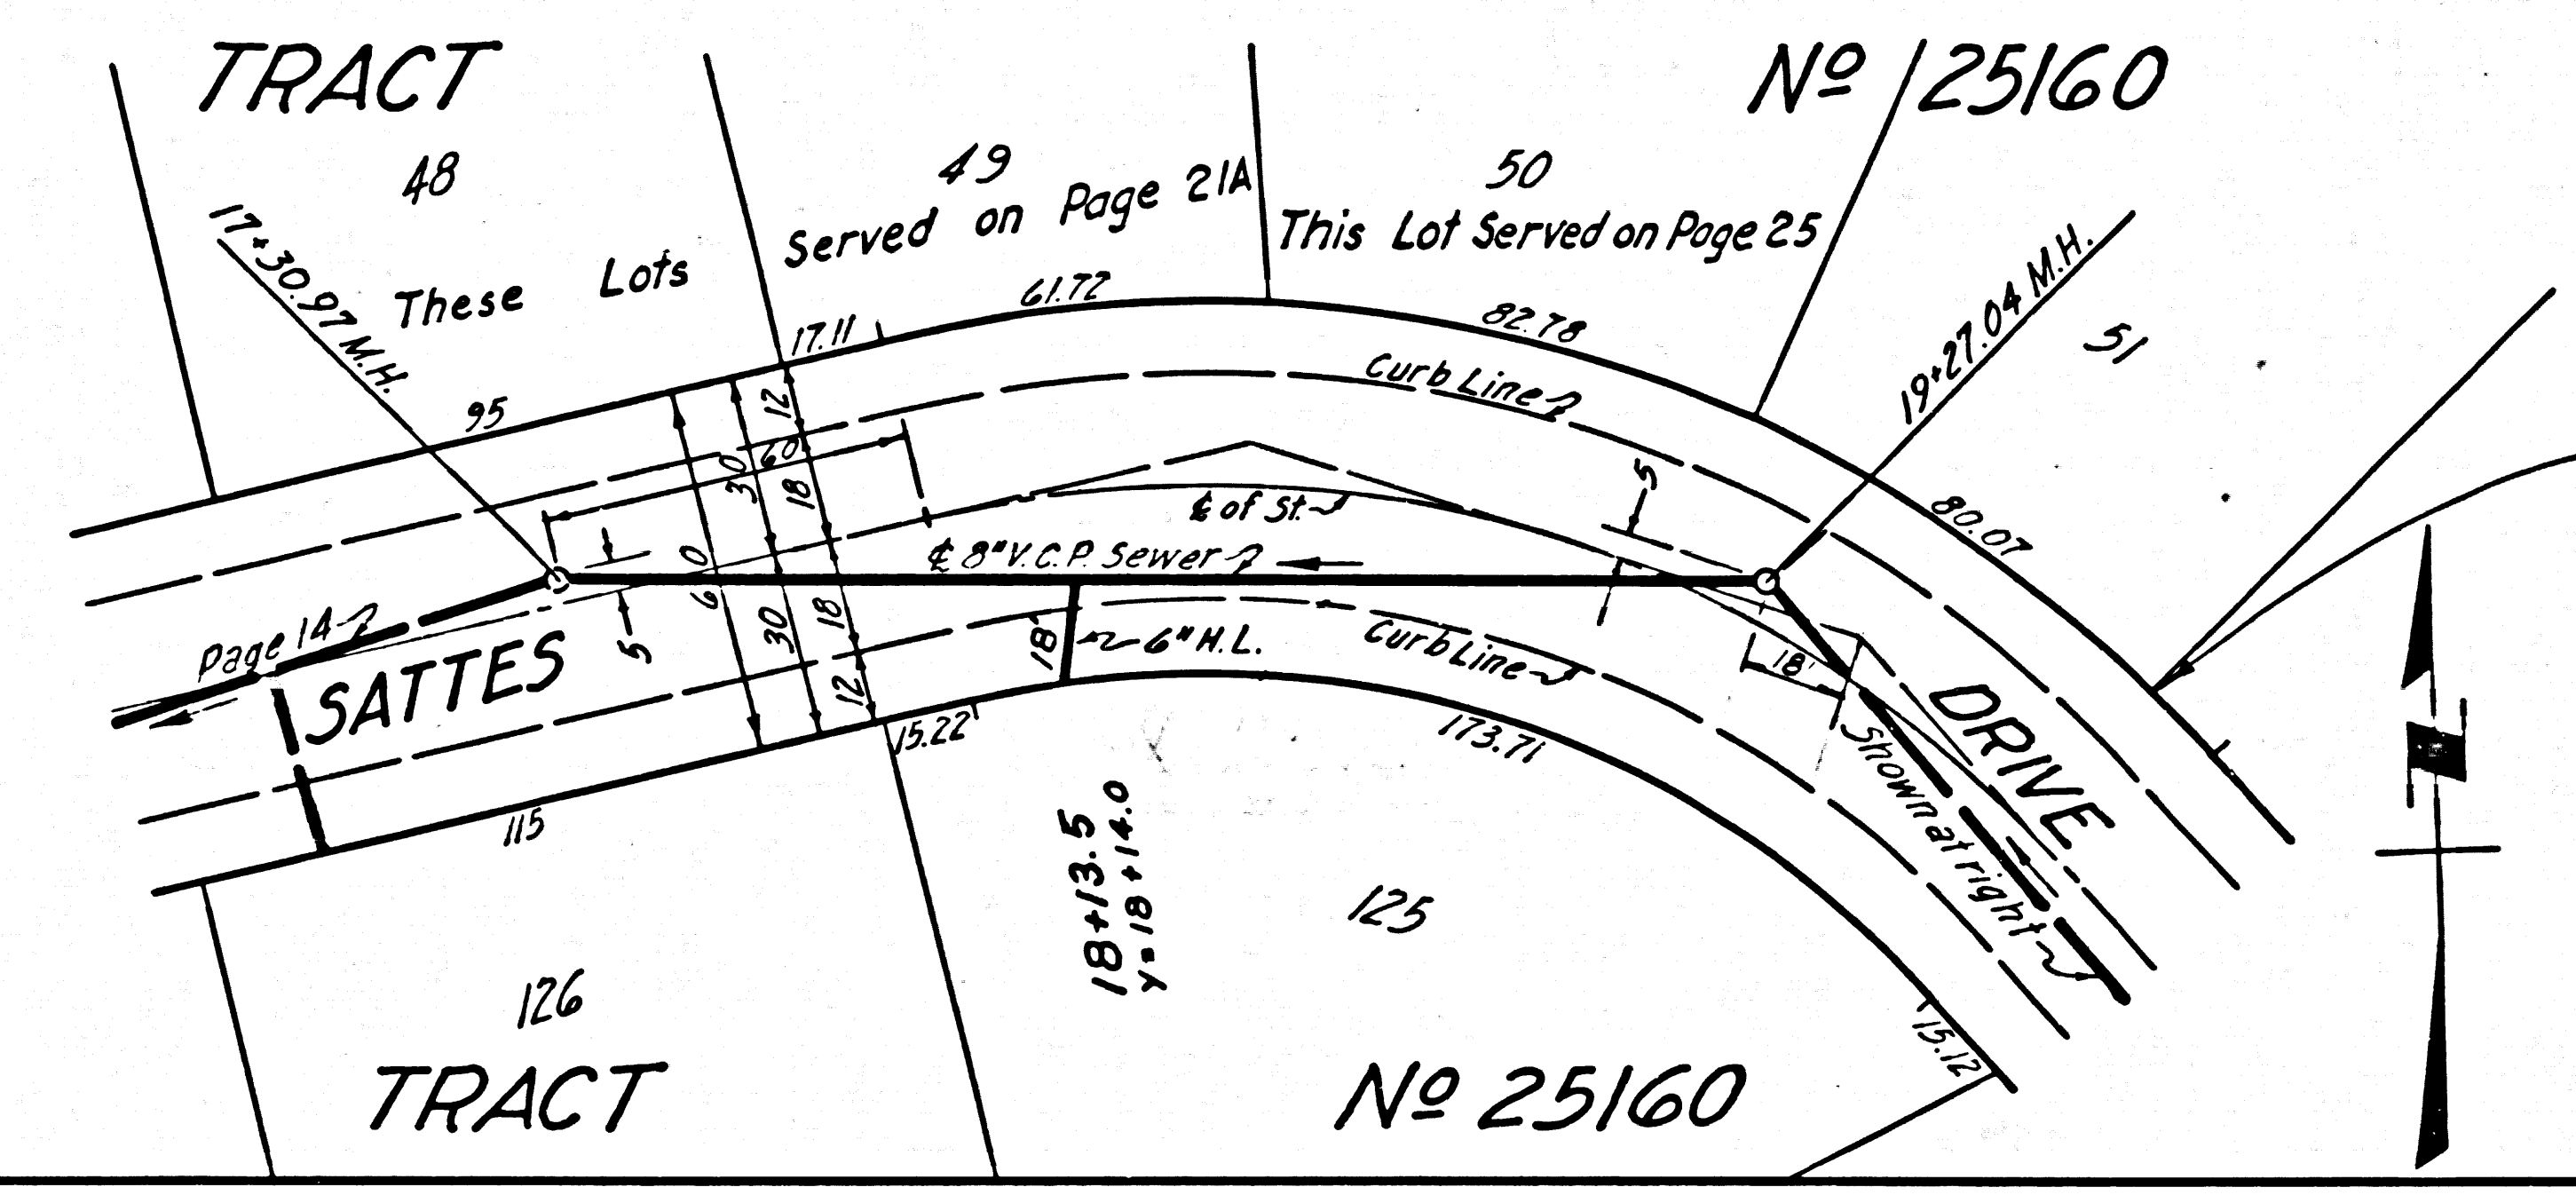 TRACT
Nº 25160
48
49
50
17+30.97 M.H.
These Lots Served on Page 21A
This Lot Served on Page 25
19+27.04 M.H.
51
95
17.11
61.72
82.78
80.07
Curb Line
12
30
60
18
5
℄ of St.
℄ 8" V.C.P. Sewer
60
30
18
12
5
Page 14
SATTES
18'
6" H.L.
Curb Line
18'
DRIVE
Shown at right
115
15.22
173.71
15.12
18+13.5
Y=18+14.0
125
126
TRACT
Nº 25160
N